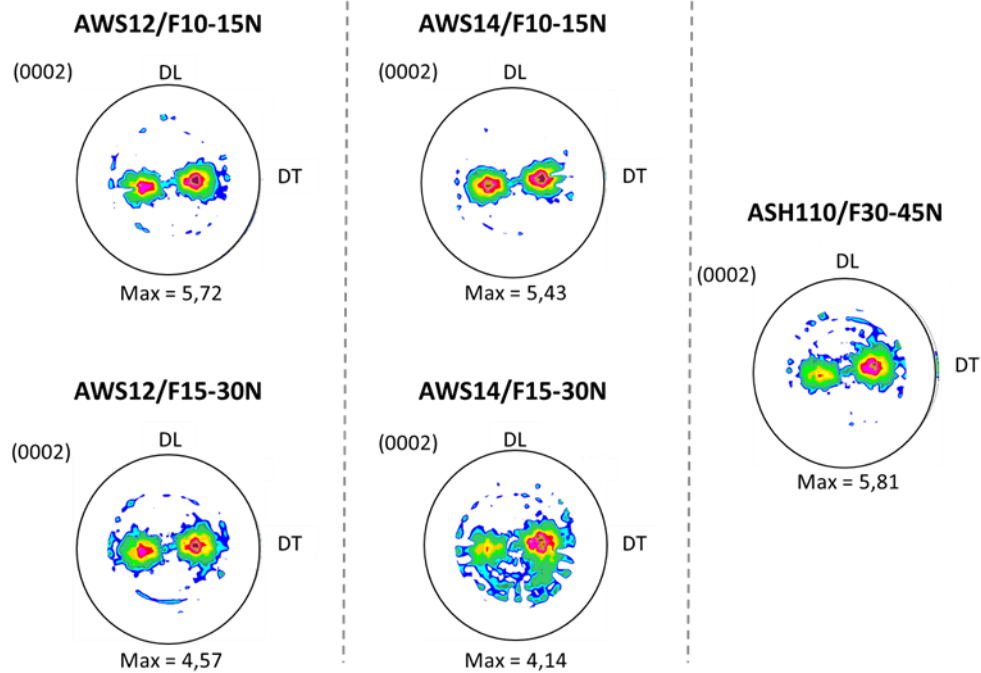 AWS12/F10-15N
(0002)
DL
DT
Max = 5,72
AWS12/F15-30N
(0002)
DL
DT
Max = 4,57
AWS14/F10-15N
(0002)
DL
DT
Max = 5,43
AWS14/F15-30N
(0002)
DL
DT
Max = 4,14
ASH110/F30-45N
(0002)
DL
DT
Max = 5,81